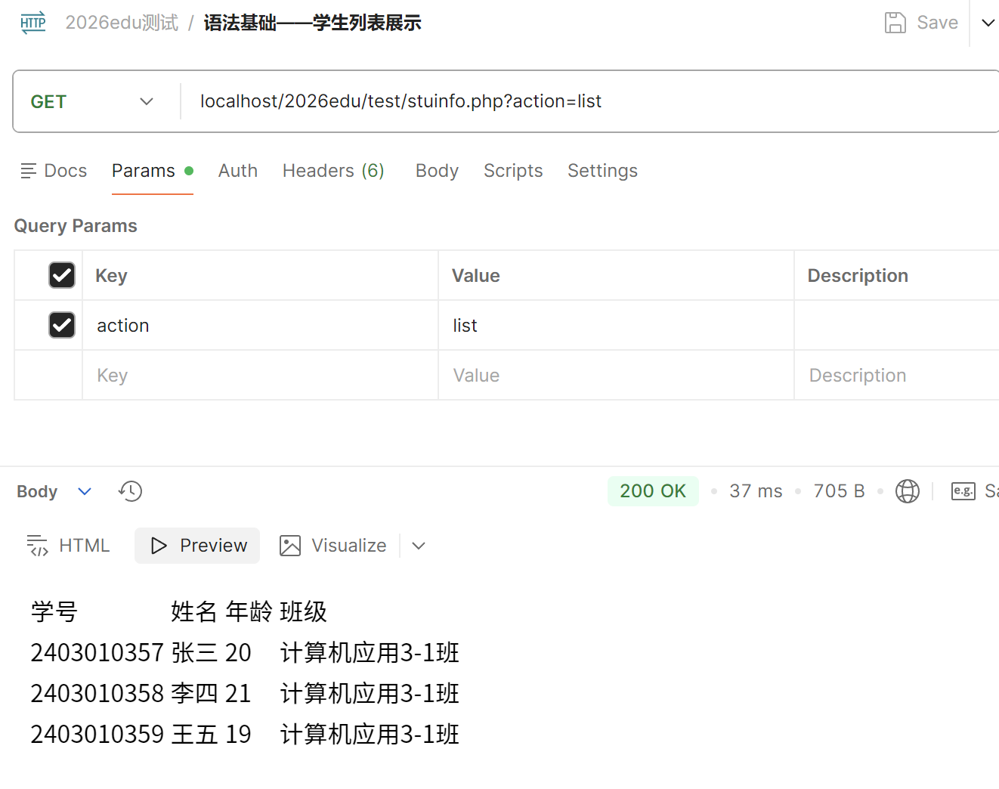 HTTP 2026edu测试 / 语法基础——学生列表展示 Save
GET localhost/2026edu/test/stuinfo.php?action=list
Docs Params Auth Headers (6) Body Scripts Settings
Query Params
Key Value Description
action list
Key Value Description
Body 200 OK 37 ms 705 B e.g. Sa
HTML Preview Visualize
学号 姓名 年龄 班级
2403010357 张三 20 计算机应用3-1班
2403010358 李四 21 计算机应用3-1班
2403010359 王五 19 计算机应用3-1班